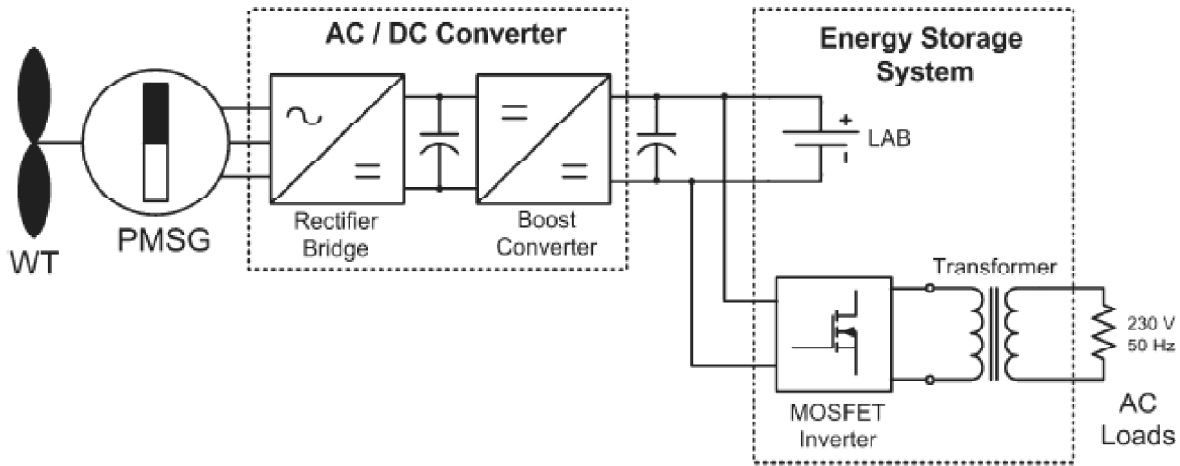 AC / DC Converter
Energy Storage
System
+
LAB
-
Rectifier
Bridge
Boost
Converter
PMSG
WT
Transformer
230 V
50 Hz
MOSFET
Inverter
AC
Loads